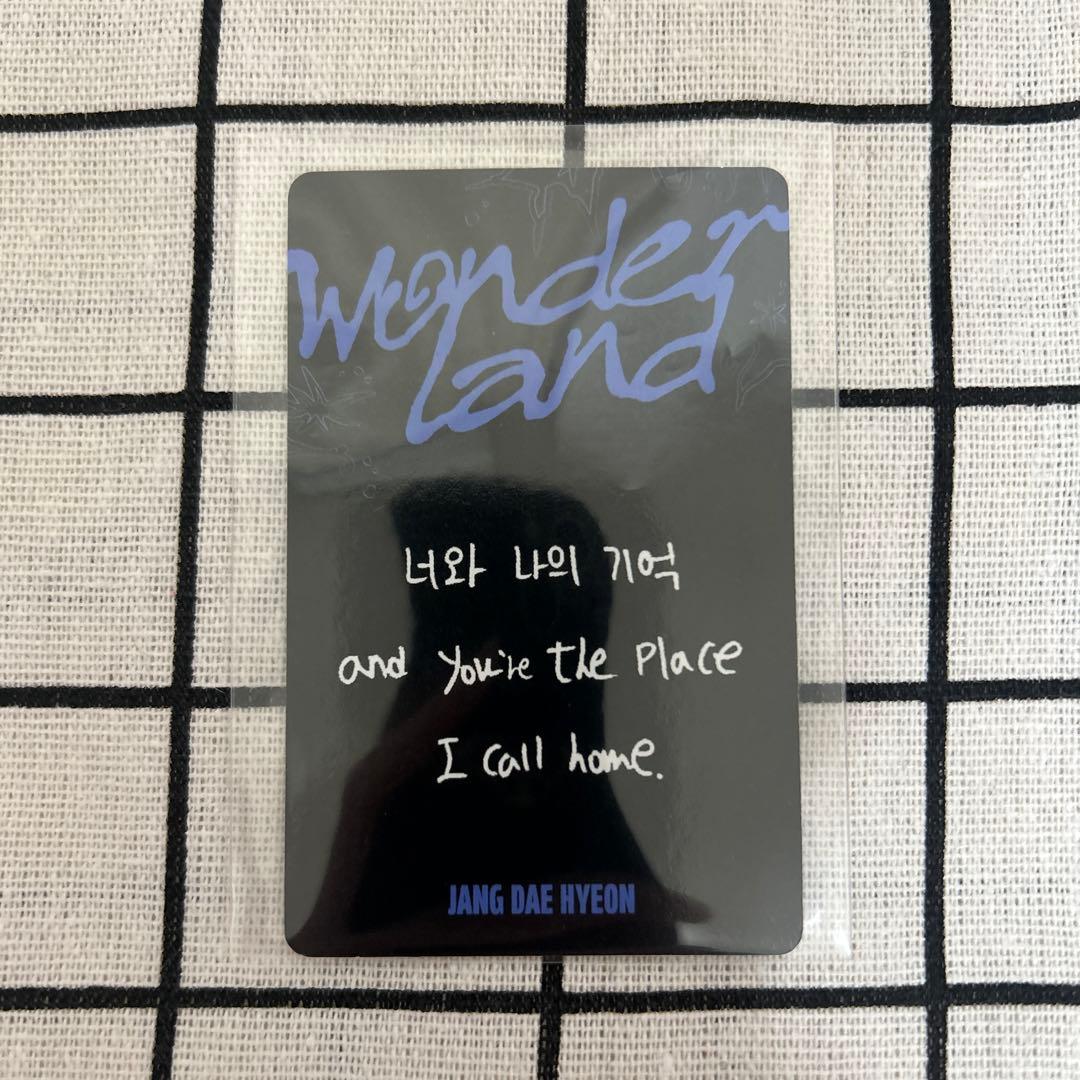 Wonder
Land
너와 나의 기억
and you're the place
I call home.
JANG DAE HYEON